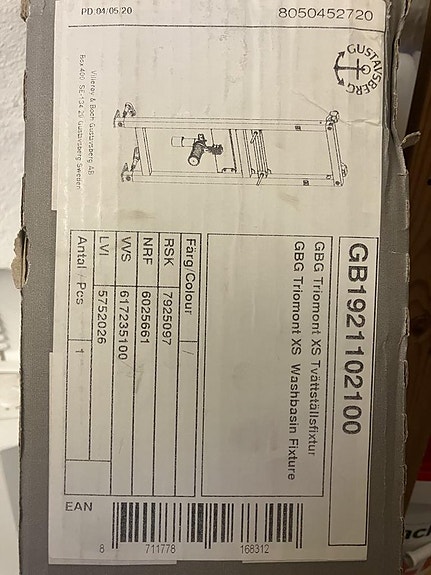 PD:04/05/20
8050452720
GUSTAVSBERG
Villeroy & Boch Gustavsberg AB
Box 400, SE-134 29 Gustavsberg Sweden
GB1921102100
GBG Triomont XS Tvättställsfixtur
GBG Triomont XS Washbasin Fixture
Färg/Colour /
RSK 7925097
NRF 6025661
VVS 617235100
LVI 5752026
Antal / Pcs 1
EAN
8 711778 168312